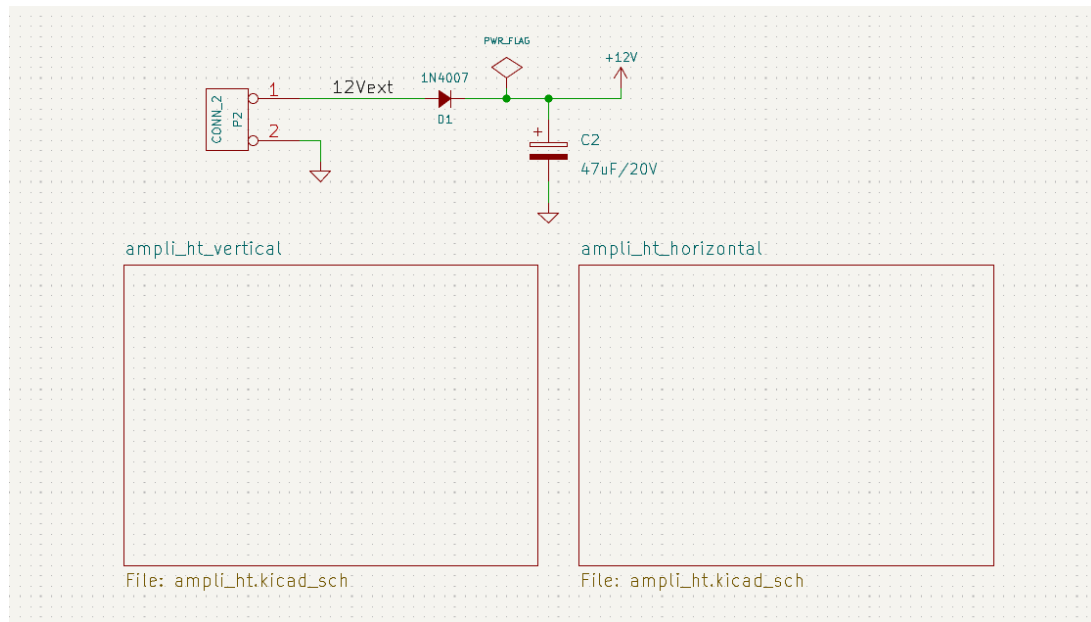 PWR_FLAG
+12V
1N4007
12Vext
1
CONN_2
P2
D1
2
+
C2
47uF/20V
ampli_ht_vertical
ampli_ht_horizontal
File: ampli_ht.kicad_sch
File: ampli_ht.kicad_sch